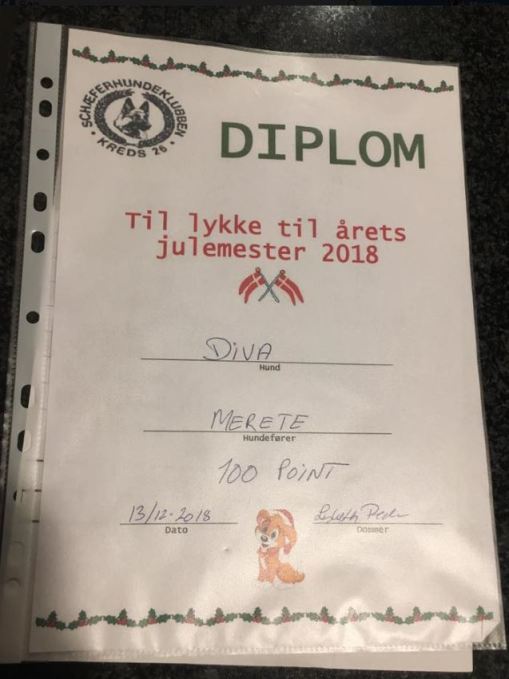 SCHÆFERHUNDEKLUBBEN
KREDS 26
DIPLOM
Til lykke til årets
julemester 2018
DIVA
Hund
MERETE
Hundefører
100 POINT
13/12-2018
Dato
Dommer